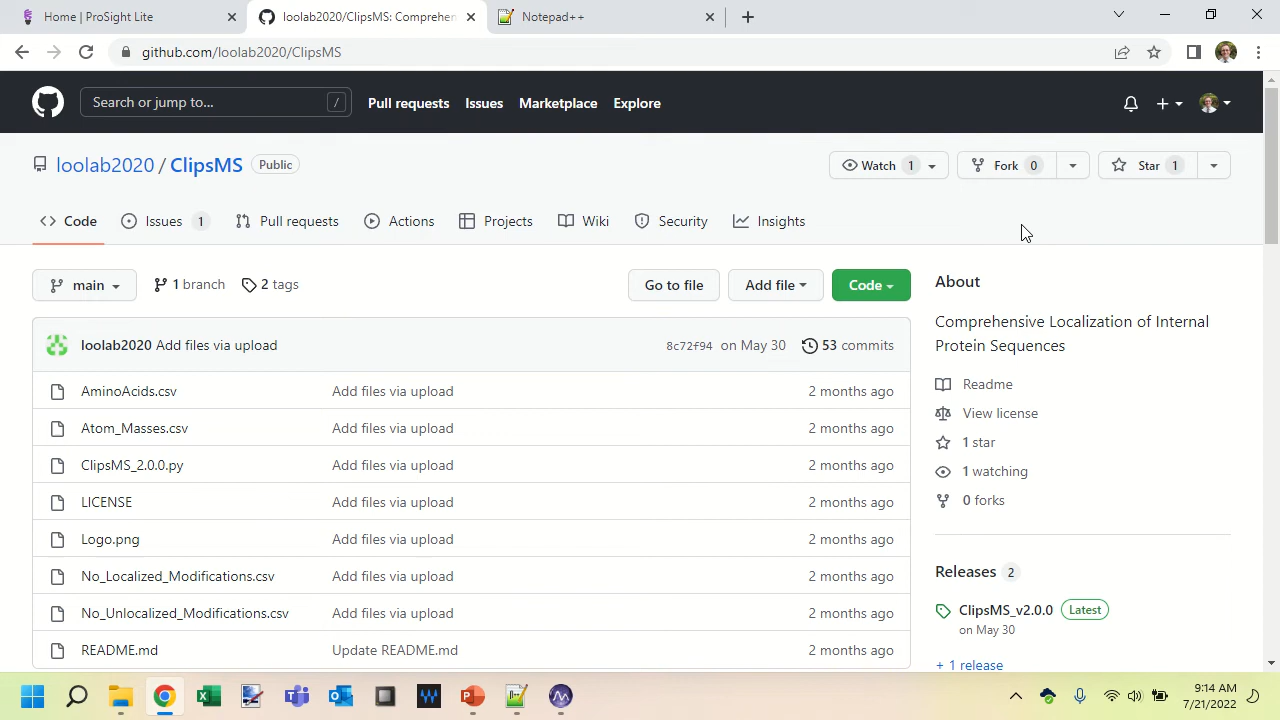 Home | ProSight Lite
loolab2020/ClipsMS: Comprehen
Notepad++
github.com/loolab2020/ClipsMS
Search or jump to...
/
Pull requests
Issues
Marketplace
Explore
loolab2020 / ClipsMS
Public
Watch 1
Fork 0
Star 1
Code
Issues 1
Pull requests
Actions
Projects
Wiki
Security
Insights
main
1 branch
2 tags
Go to file
Add file
Code
loolab2020 Add files via upload
8c72f94 on May 30
53 commits
AminoAcids.csv Add files via upload 2 months ago
Atom_Masses.csv Add files via upload 2 months ago
ClipsMS_2.0.0.py Add files via upload 2 months ago
LICENSE Add files via upload 2 months ago
Logo.png Add files via upload 2 months ago
No_Localized_Modifications.csv Add files via upload 2 months ago
No_Unlocalized_Modifications.csv Add files via upload 2 months ago
README.md Update README.md 2 months ago
About
Comprehensive Localization of Internal
Protein Sequences
Readme
View license
1 star
1 watching
0 forks
Releases 2
ClipsMS_v2.0.0 Latest
on May 30
+ 1 release
9:14 AM
7/21/2022